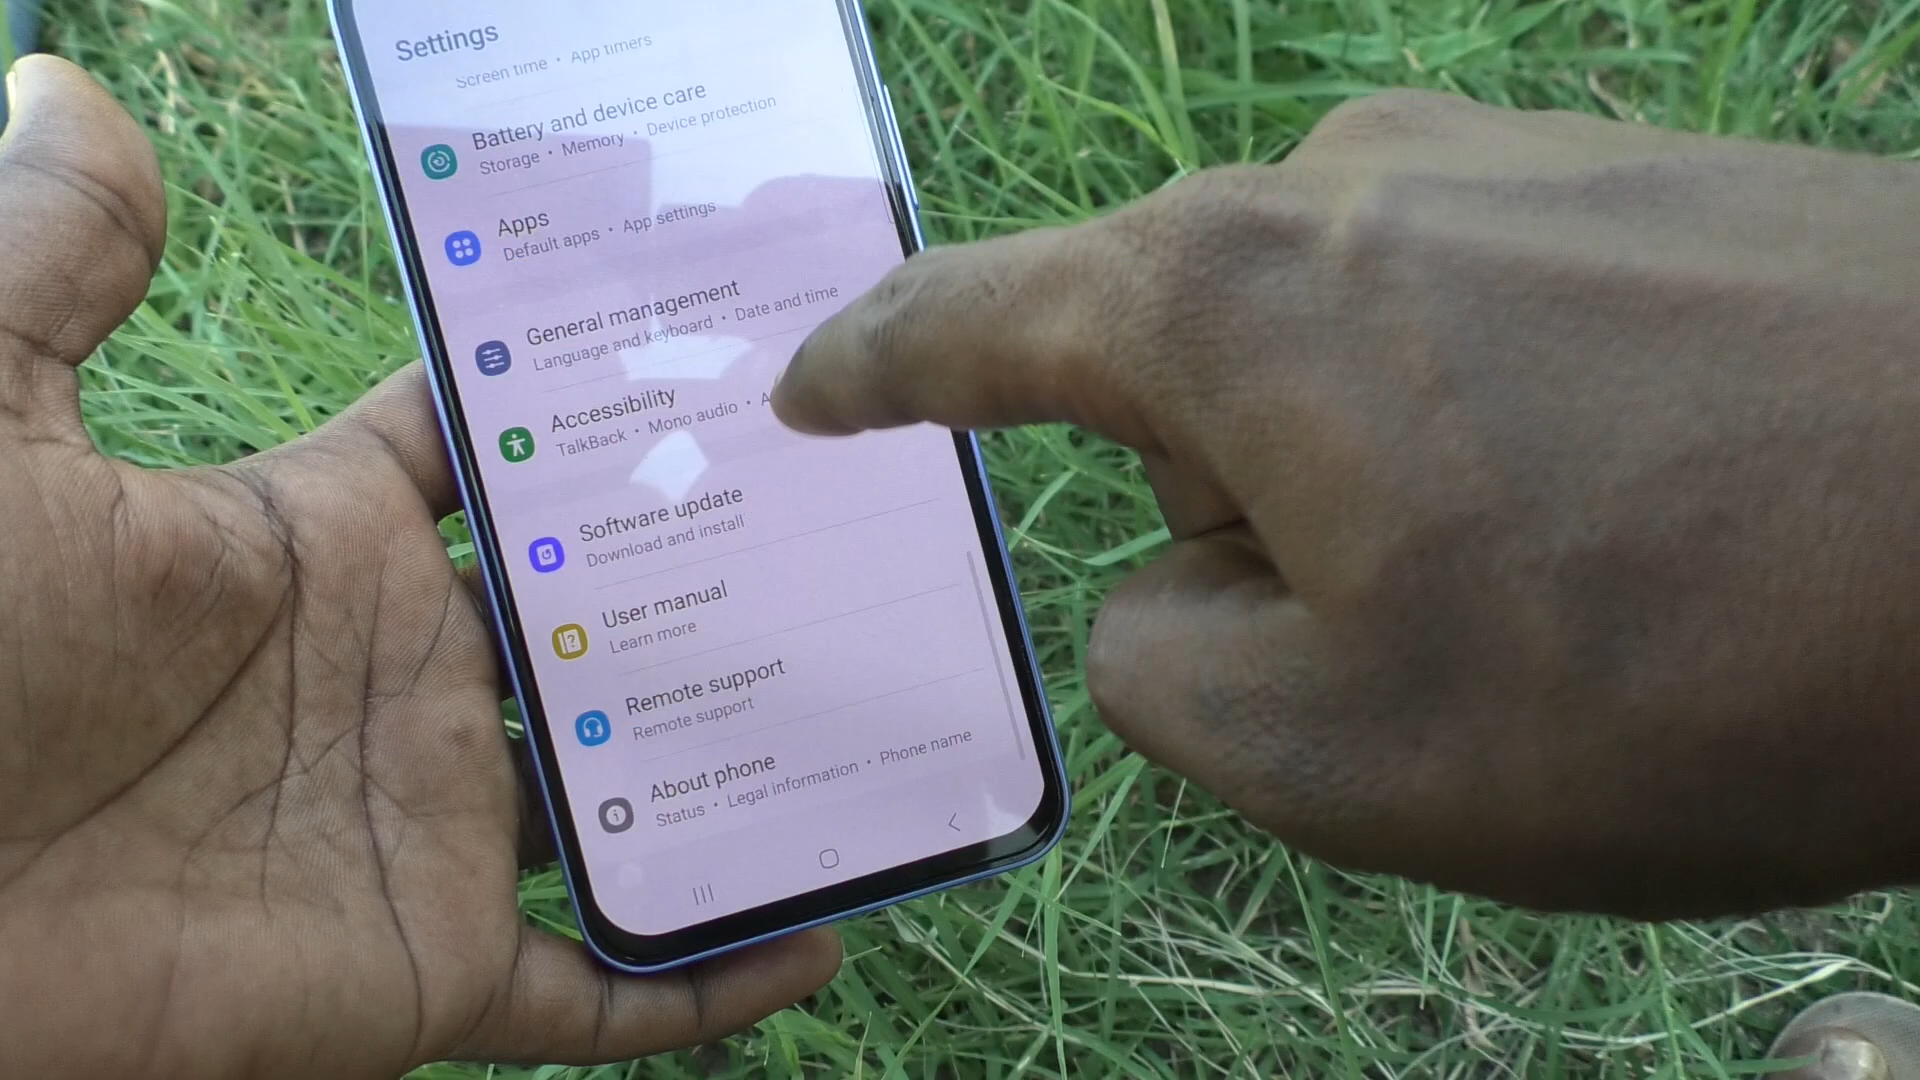 Settings
Screen time • App timers
Battery and device care
Storage • Memory • Device protection
Apps
Default apps • App settings
General management
Language and keyboard • Date and time
Accessibility
TalkBack • Mono audio •
Software update
Download and install
User manual
Learn more
Remote support
Remote support
About phone
Status • Legal information • Phone name